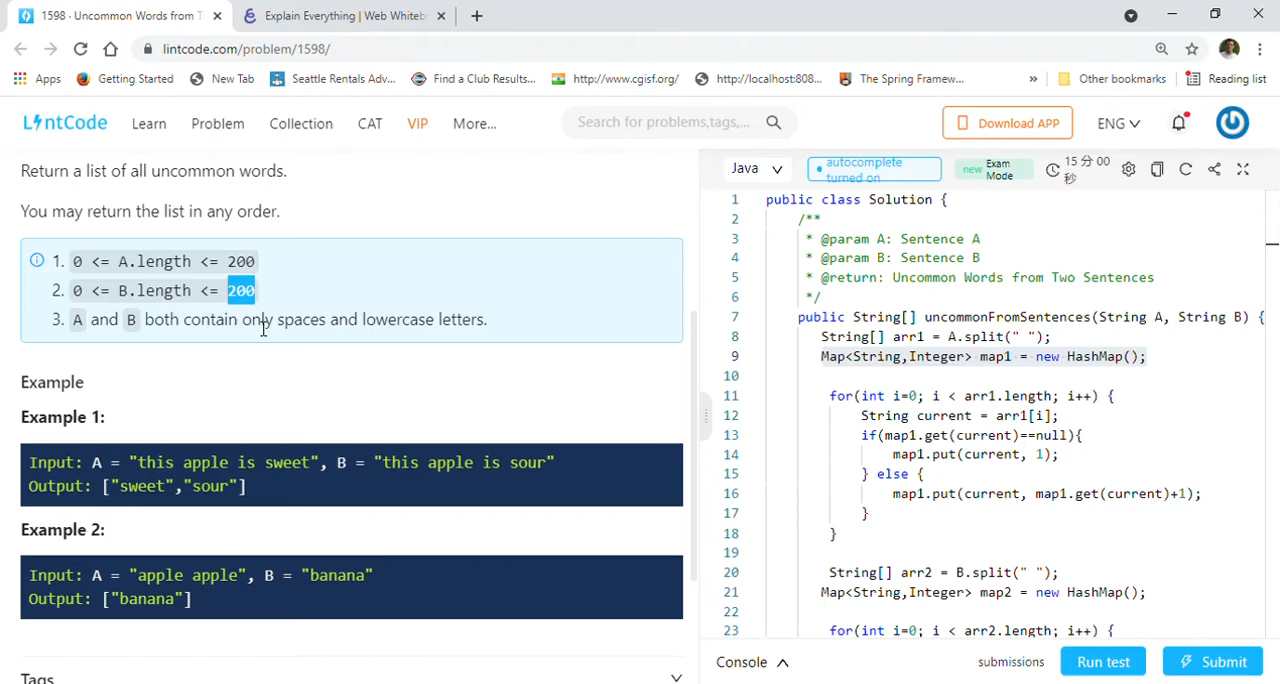 1598 · Uncommon Words from T
Explain Everything | Web Whiteb
lintcode.com/problem/1598/
Apps
Getting Started
New Tab
Seattle Rentals Adv...
Find a Club Results...
http://www.cgisf.org/
http://localhost:808...
The Spring Framew...
»
Other bookmarks
Reading list
LintCode
Learn
Problem
Collection
CAT
VIP
More...
Search for problems,tags,...
Download APP
ENG
Return a list of all uncommon words.
You may return the list in any order.
1. 0 <= A.length <= 200
2. 0 <= B.length <= 200
3. A and B both contain only spaces and lowercase letters.
Example
Example 1:
Input: A = "this apple is sweet", B = "this apple is sour"
Output: ["sweet","sour"]
Example 2:
Input: A = "apple apple", B = "banana"
Output: ["banana"]
Tags
Java
autocomplete
turned on
new
Exam
Mode
15 分 00
秒
1 public class Solution {
2 /**
3 * @param A: Sentence A
4 * @param B: Sentence B
5 * @return: Uncommon Words from Two Sentences
6 */
7 public String[] uncommonFromSentences(String A, String B) {
8 String[] arr1 = A.split(" ");
9 Map<String,Integer> map1 = new HashMap();
10
11 for(int i=0; i < arr1.length; i++) {
12 String current = arr1[i];
13 if(map1.get(current)==null){
14 map1.put(current, 1);
15 } else {
16 map1.put(current, map1.get(current)+1);
17 }
18 }
19
20 String[] arr2 = B.split(" ");
21 Map<String,Integer> map2 = new HashMap();
22
23 for(int i=0; i < arr2.length; i++) {
Console
submissions
Run test
Submit